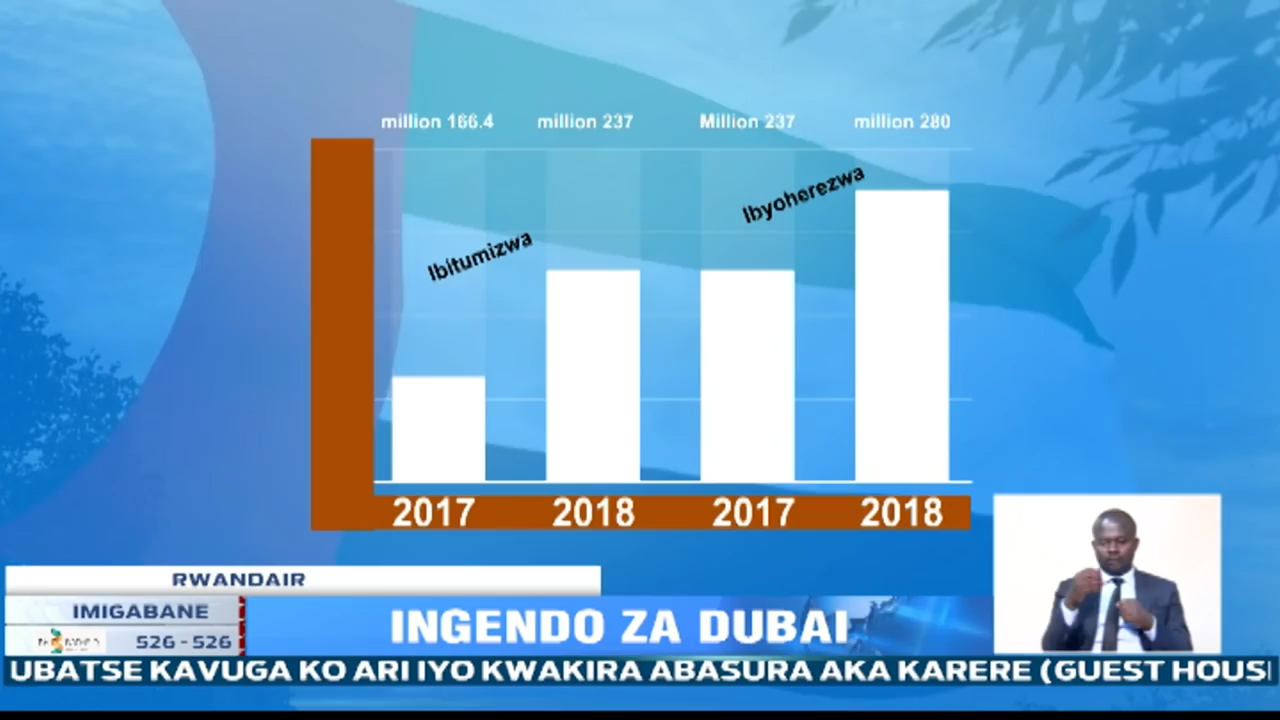 million 166.4 million 237 Million 237 million 280
Ibyoherezwa
Ibitumizwa
2017 2018 2017 2018
RWANDAIR
IMIGABANE
526 - 526
INGENDO ZA DUBAI
UBATSE KAVUGA KO ARI IYO KWAKIRA ABASURA AKA KARERE (GUEST HOUS